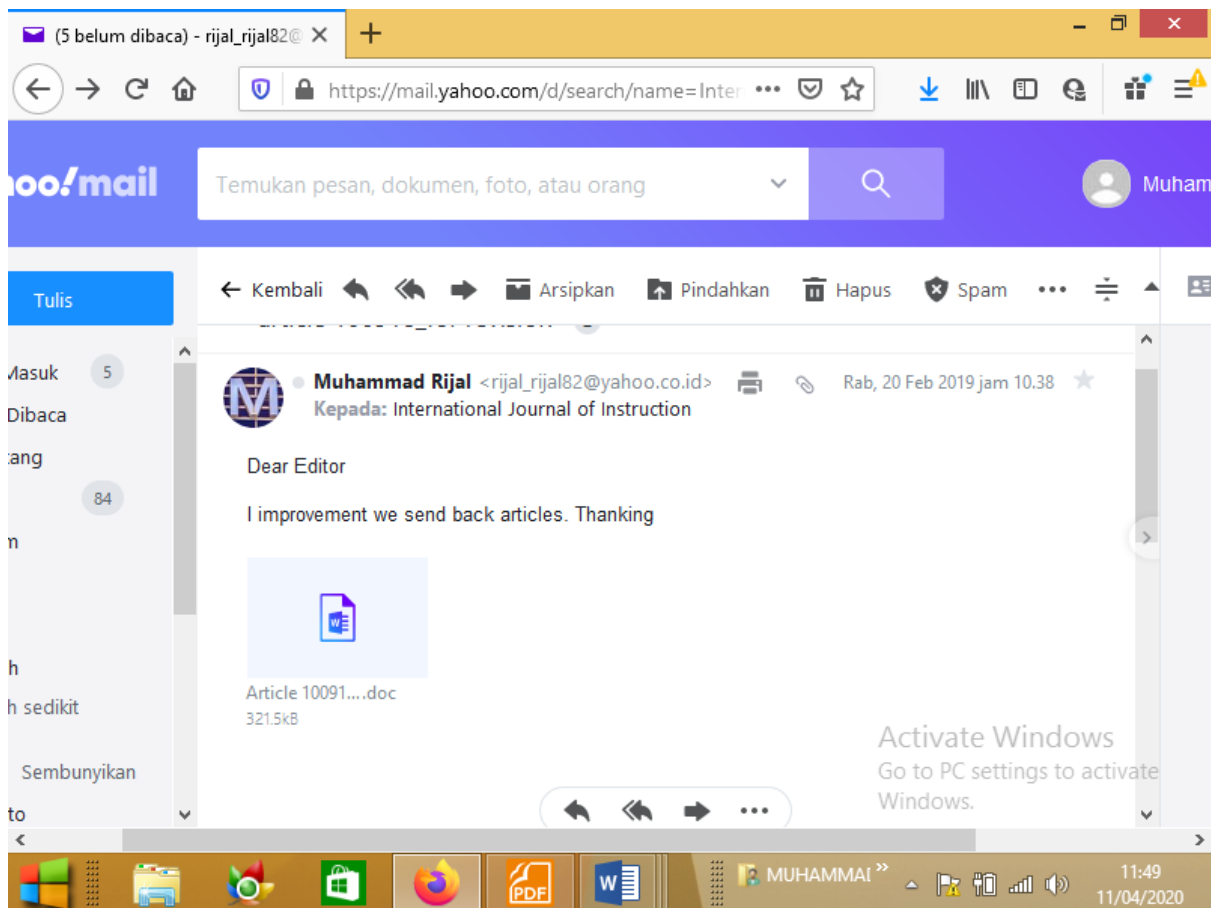 (5 belum dibaca) - rijal_rijal82@
https://mail.yahoo.com/d/search/name=Inter
oo!mail
Temukan pesan, dokumen, foto, atau orang
Muham
Tulis
Kembali
Arsipkan
Pindahkan
Hapus
Spam
Masuk 5
Dibaca
tang
84
m
h
h sedikit
Sembunyikan
to
Muhammad Rijal <rijal_rijal82@yahoo.co.id>
Rab, 20 Feb 2019 jam 10.38
Kepada: International Journal of Instruction
Dear Editor
I improvement we send back articles. Thanking
Article 10091....doc
321.5kB
Activate Windows
Go to PC settings to activate
Windows.
PDF
MUHAMMAI
11:49
11/04/2020